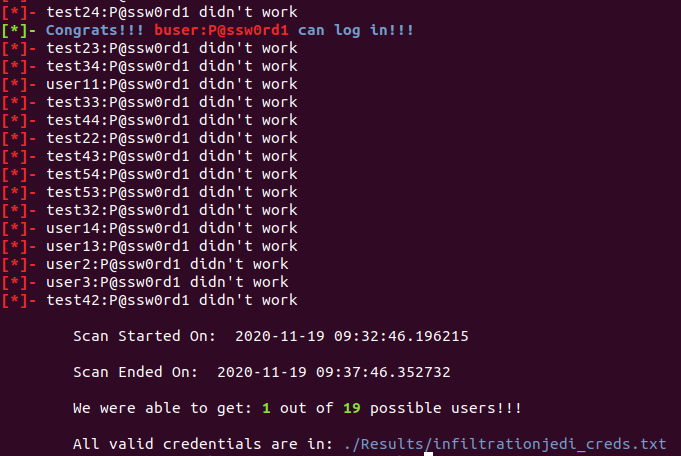 [*]- test24:P@ssw0rd1 didn't work
[*]- Congrats!!! buser:P@ssw0rd1 can log in!!!
[*]- test23:P@ssw0rd1 didn't work
[*]- test34:P@ssw0rd1 didn't work
[*]- user11:P@ssw0rd1 didn't work
[*]- test33:P@ssw0rd1 didn't work
[*]- test44:P@ssw0rd1 didn't work
[*]- test22:P@ssw0rd1 didn't work
[*]- test43:P@ssw0rd1 didn't work
[*]- test54:P@ssw0rd1 didn't work
[*]- test53:P@ssw0rd1 didn't work
[*]- test32:P@ssw0rd1 didn't work
[*]- user14:P@ssw0rd1 didn't work
[*]- user13:P@ssw0rd1 didn't work
[*]- user2:P@ssw0rd1 didn't work
[*]- user3:P@ssw0rd1 didn't work
[*]- test42:P@ssw0rd1 didn't work
Scan Started On:  2020-11-19 09:32:46.196215
Scan Ended On:  2020-11-19 09:37:46.352732
We were able to get: 1 out of 19 possible users!!!
All valid credentials are in: ./Results/infiltrationjedi_creds.txt